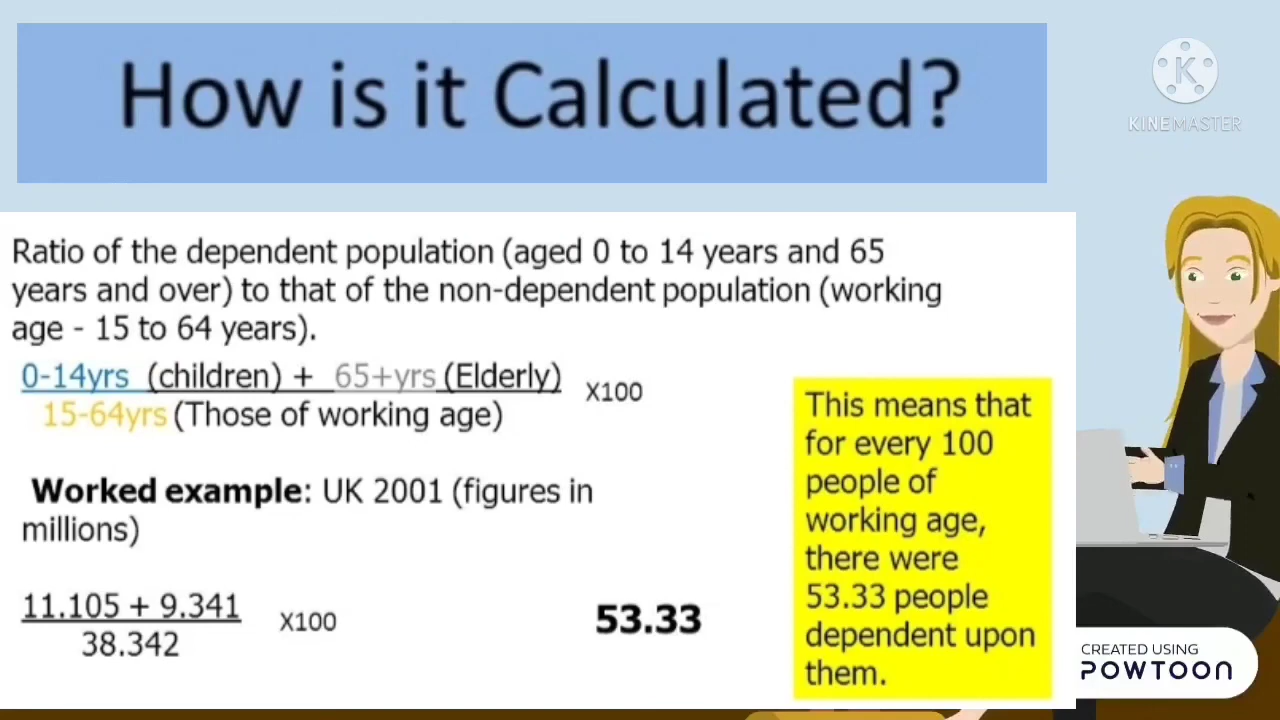 How is it Calculated?
K
KINEMASTER
Ratio of the dependent population (aged 0 to 14 years and 65
years and over) to that of the non-dependent population (working
age - 15 to 64 years).
0-14yrs (children) + 65+yrs (Elderly)
X100
15-64yrs (Those of working age)
Worked example: UK 2001 (figures in
millions)
11.105 + 9.341
X100
38.342
53.33
This means that
for every 100
people of
working age,
there were
53.33 people
dependent upon
them.
CREATED USING
POWTOON